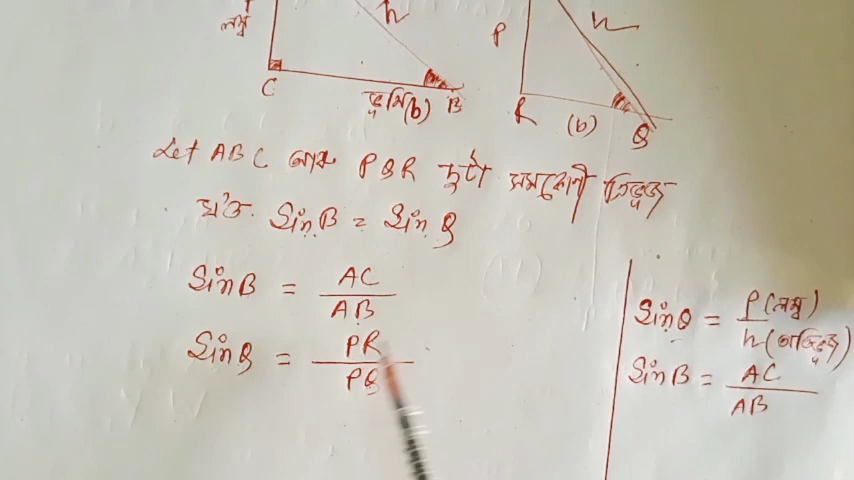 লম্ব
h
P
h
C
ভূমি(b) B
R
(b)
Q
Let ABC আৰু PQR দুটা সমকোণী ত্ৰিভুজ
য'ত Sin B = Sin Q
Sin B = AC / AB
Sin Q = PR / PQ
Sin θ = P(লম্ব) / h(অতিভুজ)
Sin B = AC / AB